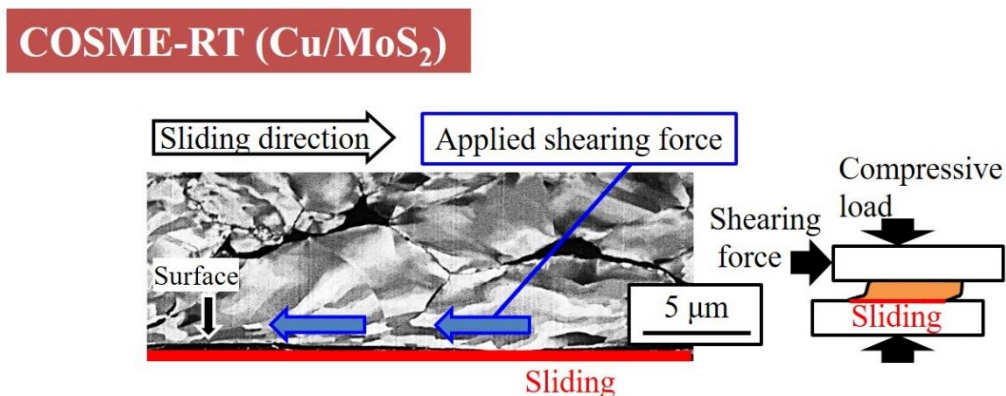 COSME-RT (Cu/MoS₂)
Sliding direction
Applied shearing force
Compressive
load
Shearing
force
Surface
5 μm
Sliding
Sliding